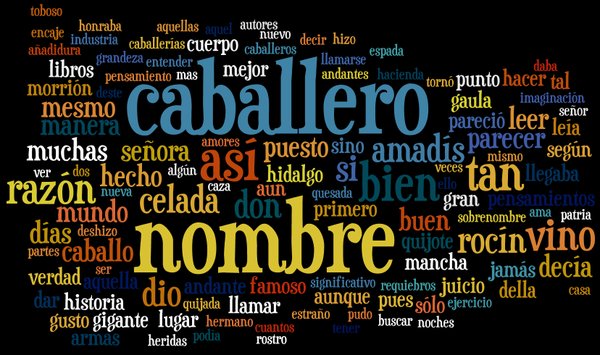 toboso
encaje honraba aquellas aquel autores nuevo decir hizo
añadidura industria caballerías cuerpo caballeros llamarse espada
libros grandeza entender mejor andantes hacienda daba
morrión pensamiento mas tornó punto hacer tal
mesmo deste caballero gaula imaginación
manera pareció leer señor
muchas señora así amores puesto sino si amadís parecer leía
ver dos hecho algún hidalgo bien veces mismo según
razón nueva celada caza aun quesada ello tan llegaba
mundo don primero gran pensamientos
días deshizo nombre buen sobrenombre ama patria
partes caballo quijote rocín vino
verdad ser mancha jamás decía
aquella dio andante famoso significativo requiebros juicio della casa
dar historia quijada llamar aunque pues sólo ejercicio
gusto gigante lugar hermano cuantos estraño pudo buscar noches
armas heridas podia rostro tener